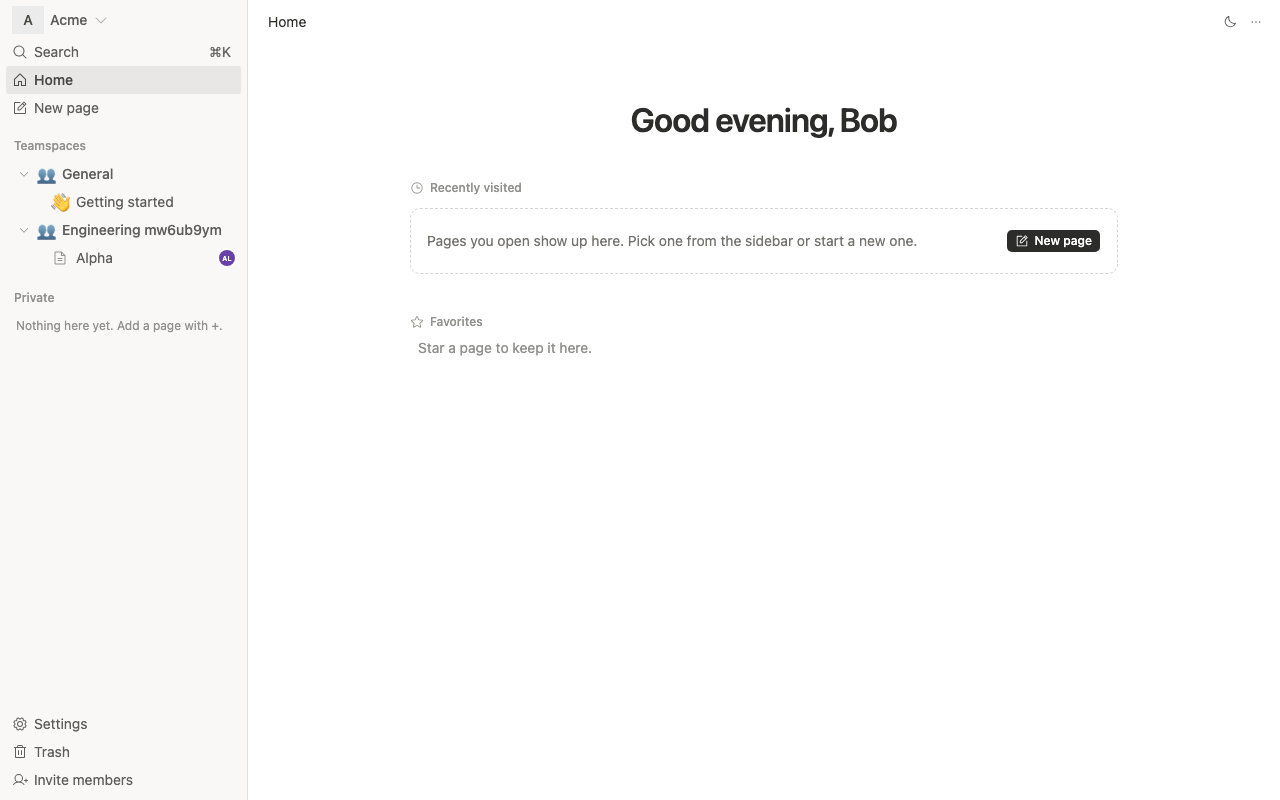 A Acme
Search ⌘K
Home
New page
Teamspaces
General
Getting started
Engineering mw6ub9ym
Alpha AL
Private
Nothing here yet. Add a page with +.
Settings
Trash
Invite members
Home
Good evening, Bob
Recently visited
Pages you open show up here. Pick one from the sidebar or start a new one.
New page
Favorites
Star a page to keep it here.